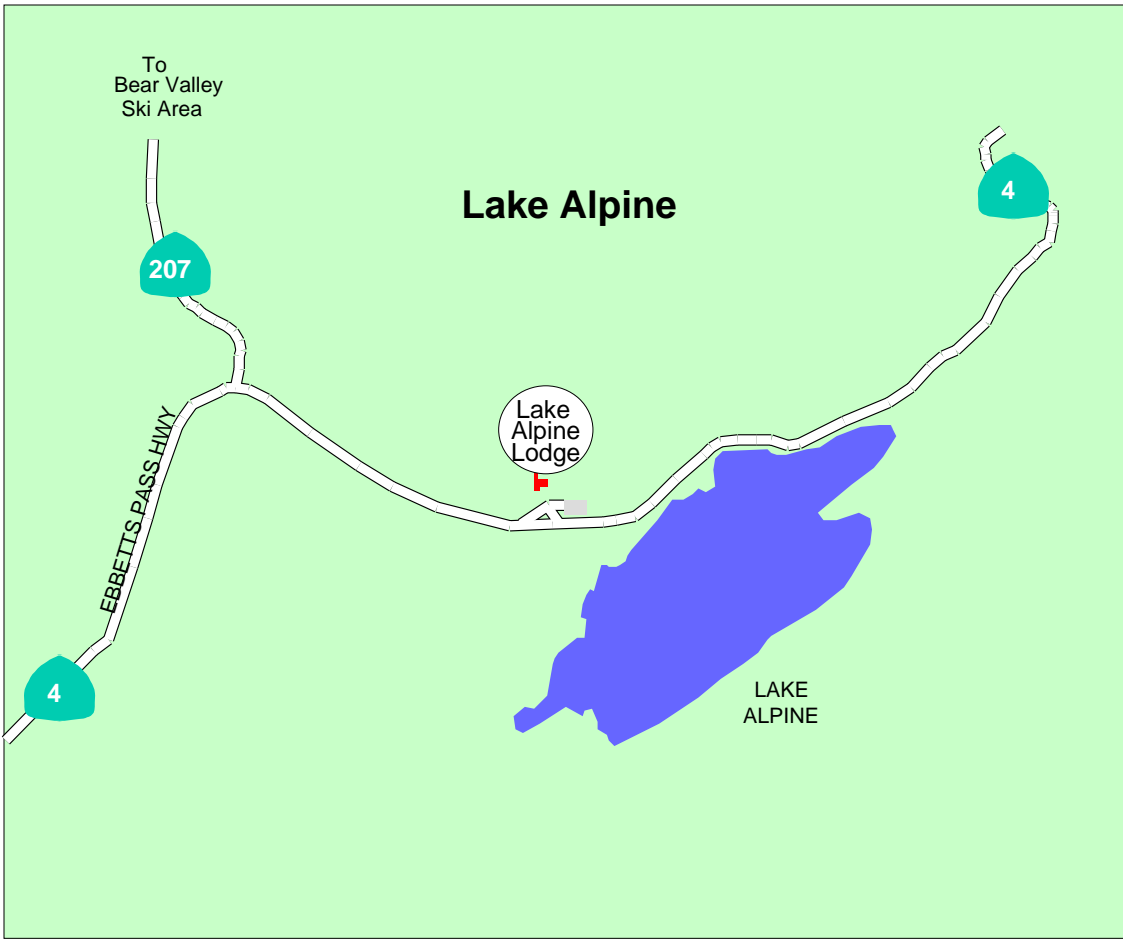 To
Bear Valley
Ski Area
4
Lake Alpine
207
Lake
Alpine
Lodge
EBBETTS PASS HWY
4
LAKE
ALPINE